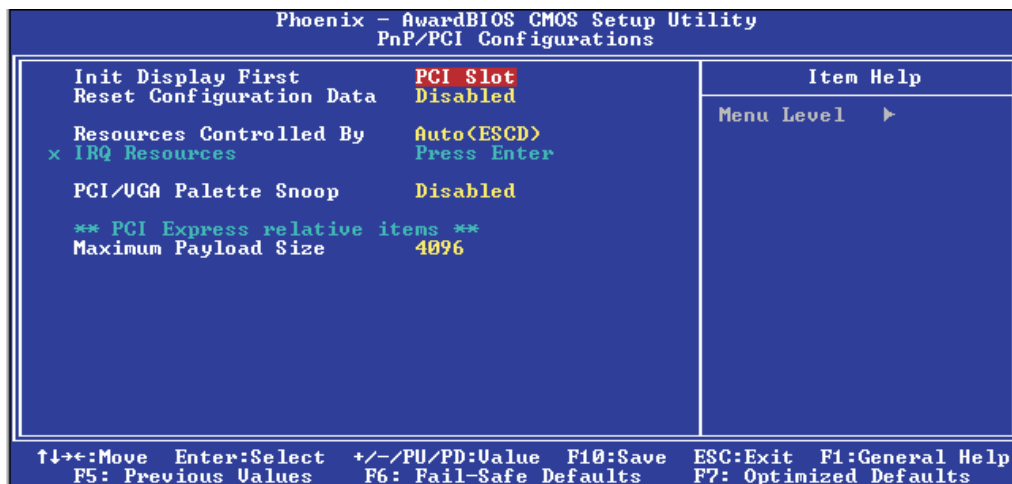 Phoenix - AwardBIOS CMOS Setup Utility
PnP/PCI Configurations
Init Display First PCI Slot
Reset Configuration Data Disabled
Resources Controlled By Auto(ESCD)
x IRQ Resources Press Enter
PCI/VGA Palette Snoop Disabled
** PCI Express relative items **
Maximum Payload Size 4096
Item Help
Menu Level ►
↑↓→←:Move Enter:Select +/-/PU/PD:Value F10:Save ESC:Exit F1:General Help
F5: Previous Values F6: Fail-Safe Defaults F7: Optimized Defaults